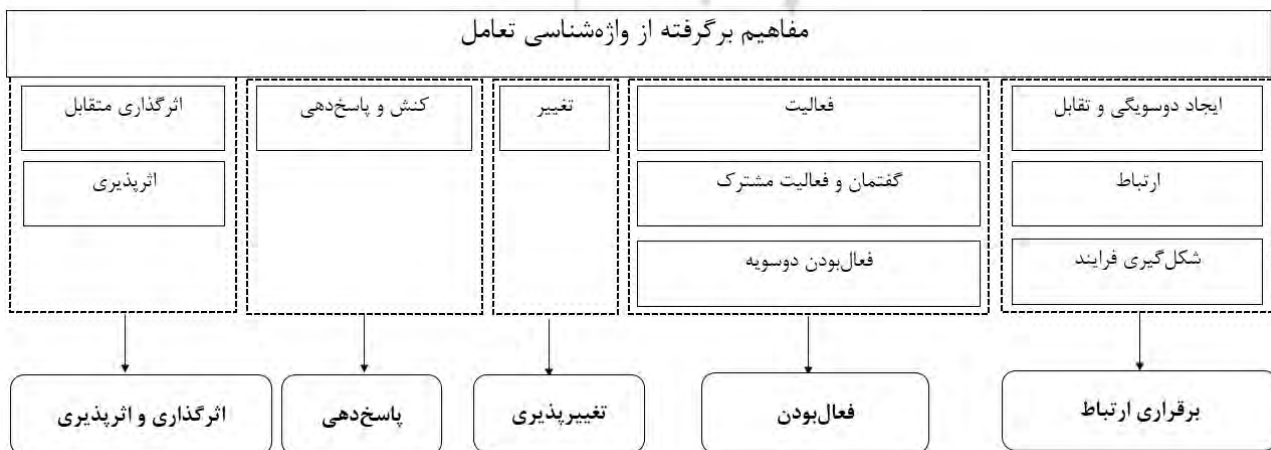 مفاهیم برگرفته از واژه‌شناسی تعامل
ایجاد دوسویگی و تقابل
ارتباط
شکل‌گیری فرایند
فعالیت
گفتمان و فعالیت مشترک
فعال‌بودن دوسویه
تغییر
کنش و پاسخ‌دهی
اثرگذاری متقابل
اثرپذیری
برقراری ارتباط
فعال‌بودن
تغییرپذیری
پاسخ‌دهی
اثرگذاری و اثرپذیری